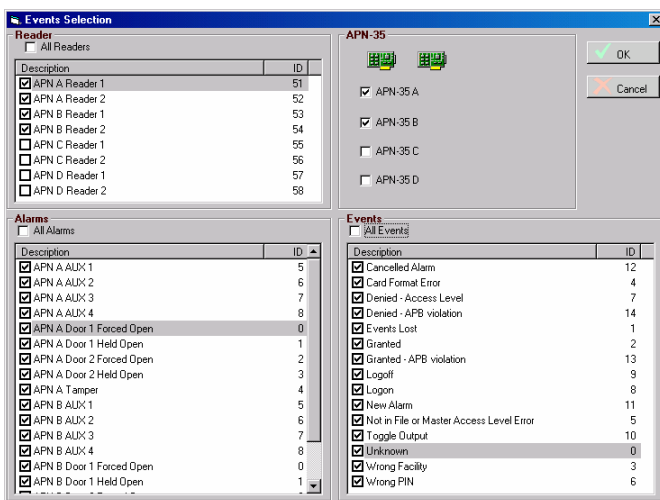 Events Selection
Reader
All Readers
Description ID
APN A Reader 1 51
APN A Reader 2 52
APN B Reader 1 53
APN B Reader 2 54
APN C Reader 1 55
APN C Reader 2 56
APN D Reader 1 57
APN D Reader 2 58
APN-35
APN-35 A
APN-35 B
APN-35 C
APN-35 D
OK
Cancel
Alarms
All Alarms
Description ID
APN A AUX 1 5
APN A AUX 2 6
APN A AUX 3 7
APN A AUX 4 8
APN A Door 1 Forced Open 0
APN A Door 1 Held Open 1
APN A Door 2 Forced Open 2
APN A Door 2 Held Open 3
APN A Tamper 4
APN B AUX 1 5
APN B AUX 2 6
APN B AUX 3 7
APN B AUX 4 8
APN B Door 1 Forced Open 0
APN B Door 1 Held Open 1
Events
All Events
Description ID
Cancelled Alarm 12
Card Format Error 4
Denied - Access Level 7
Denied - APB violation 14
Events Lost 1
Granted 2
Granted - APB violation 13
Logoff 9
Logon 8
New Alarm 11
Not in File or Master Access Level Error 5
Toggle Output 10
Unknown 0
Wrong Facility 3
Wrong PIN 6